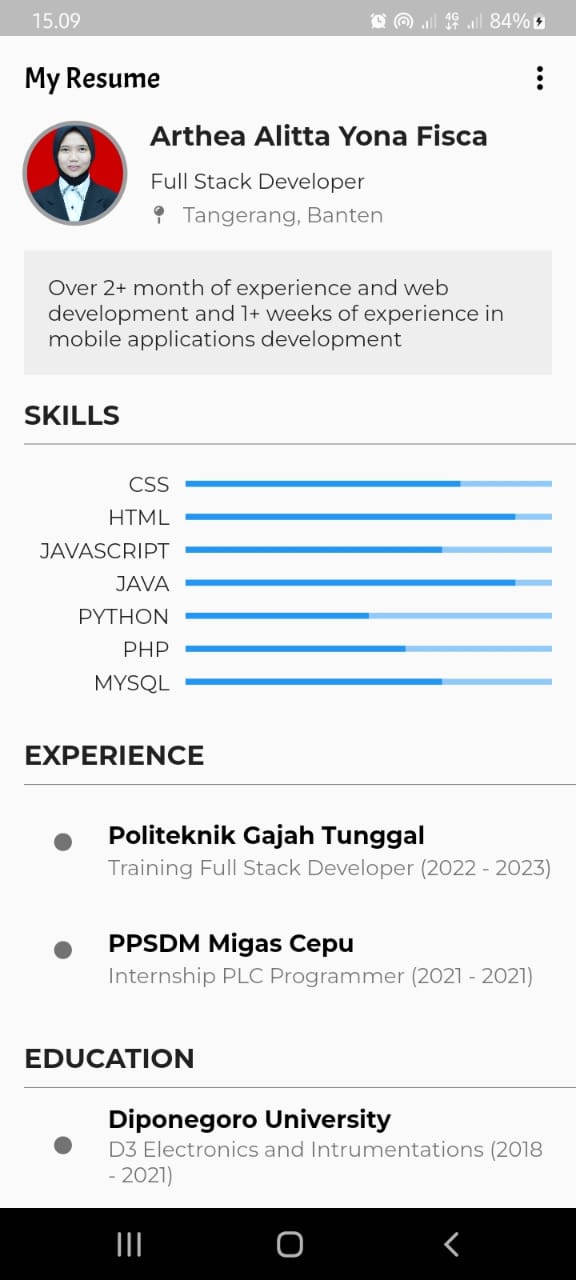 15.09
4G
84%
My Resume
Arthea Alitta Yona Fisca
Full Stack Developer
Tangerang, Banten
Over 2+ month of experience and web
development and 1+ weeks of experience in
mobile applications development
SKILLS
CSS
HTML
JAVASCRIPT
JAVA
PYTHON
PHP
MYSQL
EXPERIENCE
Politeknik Gajah Tunggal
Training Full Stack Developer (2022 - 2023)
PPSDM Migas Cepu
Internship PLC Programmer (2021 - 2021)
EDUCATION
Diponegoro University
D3 Electronics and Intrumentations (2018
- 2021)